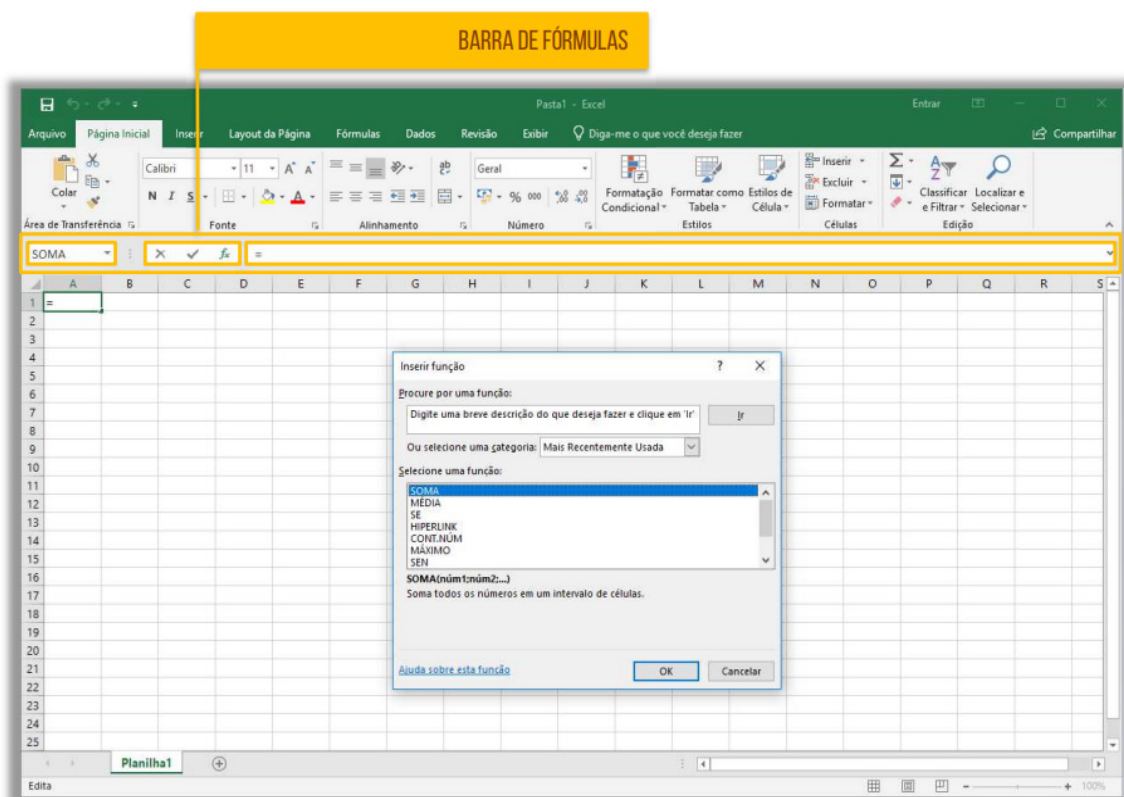 BARRA DE FÓRMULAS
Pasta1 - Excel
Entrar
Arquivo Página Inicial Inserir Layout da Página Fórmulas Dados Revisão Exibir Diga-me o que você deseja fazer Compartilhar
Colar
Calibri 11 A A
ab
Geral
N I S A
% 000
Formatação Condicional
Formatar como Tabela
Estilos de Célula
Inserir
Excluir
Formatar
Classificar e Filtrar
Localizar e Selecionar
Área de Transferência Fonte Alinhamento Número Estilos Células Edição
SOMA fx =
A B C D E F G H I J K L M N O P Q R S
1 =
2
3
4
5
6
7
8
9
10
11
12
13
14
15
16
17
18
19
20
21
22
23
24
25
Inserir função ? ×
Procure por uma função:
Digite uma breve descrição do que deseja fazer e clique em 'Ir'
Ir
Ou selecione uma categoria: Mais Recentemente Usada
Selecione uma função:
SOMA
MÉDIA
SE
HIPERLINK
CONT.NÚM
MÁXIMO
SEN
SOMA(núm1;núm2;...)
Soma todos os números em um intervalo de células.
Ajuda sobre esta função
OK Cancelar
Planilha1
Edita
100%